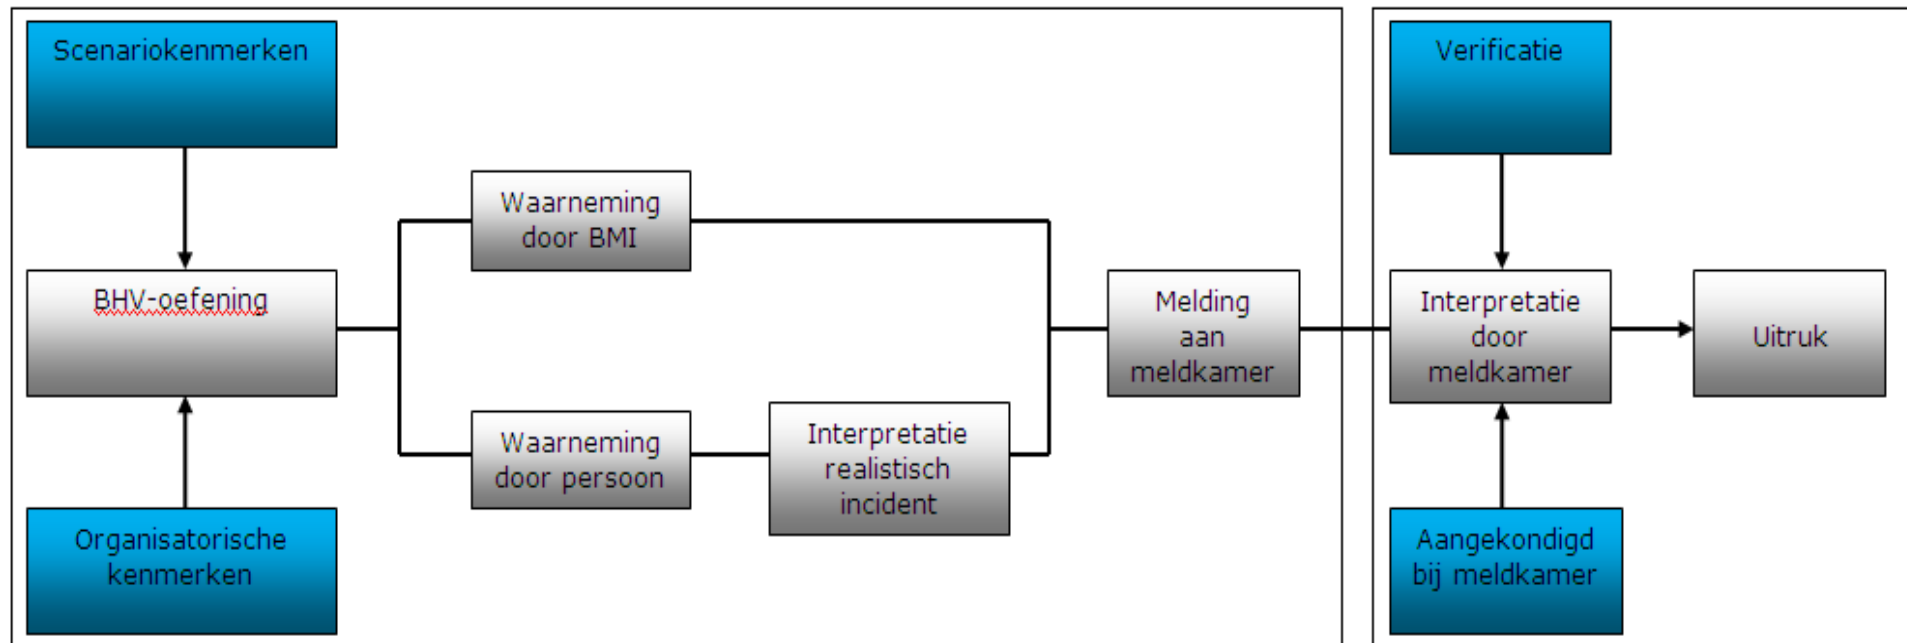 Scenariokenmerken
BHV-oefening
Organisatorische
kenmerken
Waarneming
door BMI
Waarneming
door persoon
Interpretatie
realistisch
incident
Melding
aan
meldkamer
Verificatie
Interpretatie
door
meldkamer
Aangekondigd
bij meldkamer
Uitruk